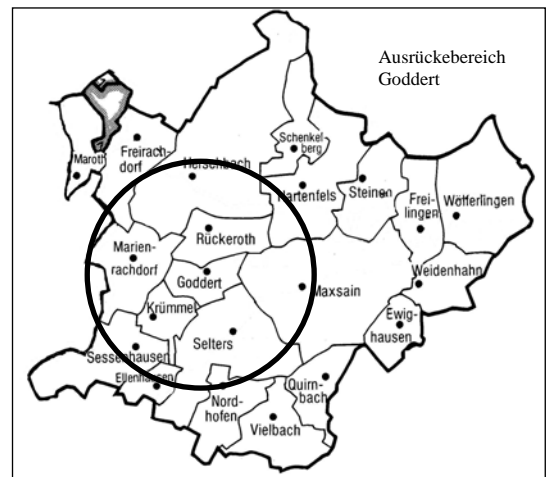 Ausrückebereich
Goddert
Schenkel-
berg
Maroth
Freirach-
dorf
Herschbach
Hartenfels
Steinen
Frei-
lingen
Wölferlingen
Rückeroth
Marien-
rachdorf
Goddert
Weidenhahn
Maxsain
Krümmel
Ewig-
hausen
Selters
Sessenhausen
Ellenhausen
Nord-
hofen
Quirn-
bach
Vielbach